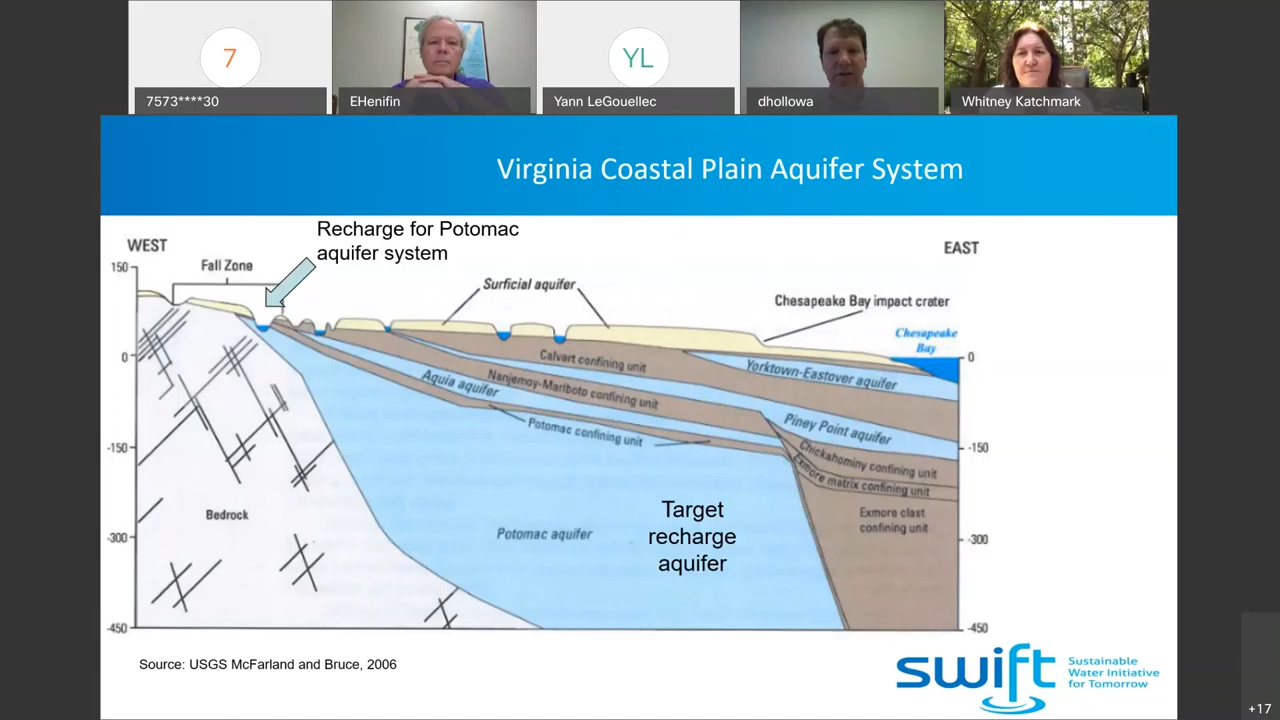 7
7573****30
EHenifin
YL
Yann LeGouellec
dhollowa
Whitney Katchmark
Virginia Coastal Plain Aquifer System
Recharge for Potomac
aquifer system
WEST
EAST
150
Fall Zone
Surficial aquifer
Chesapeake Bay impact crater
Chesapeake
Bay
0
0
Calvert confining unit
Yorktown-Eastover aquifer
Aquia aquifer
Nanjemoy-Marlboto confining unit
Piney Point aquifer
Potomac confining unit
-150
-150
Chickahominy confining unit
Exmore matrix confining unit
Exmore clast
confining unit
Bedrock
Target
recharge
aquifer
Potomac aquifer
-300
-300
-450
-450
Source: USGS McFarland and Bruce, 2006
swift
Sustainable
Water Initiative
for Tomorrow
+17